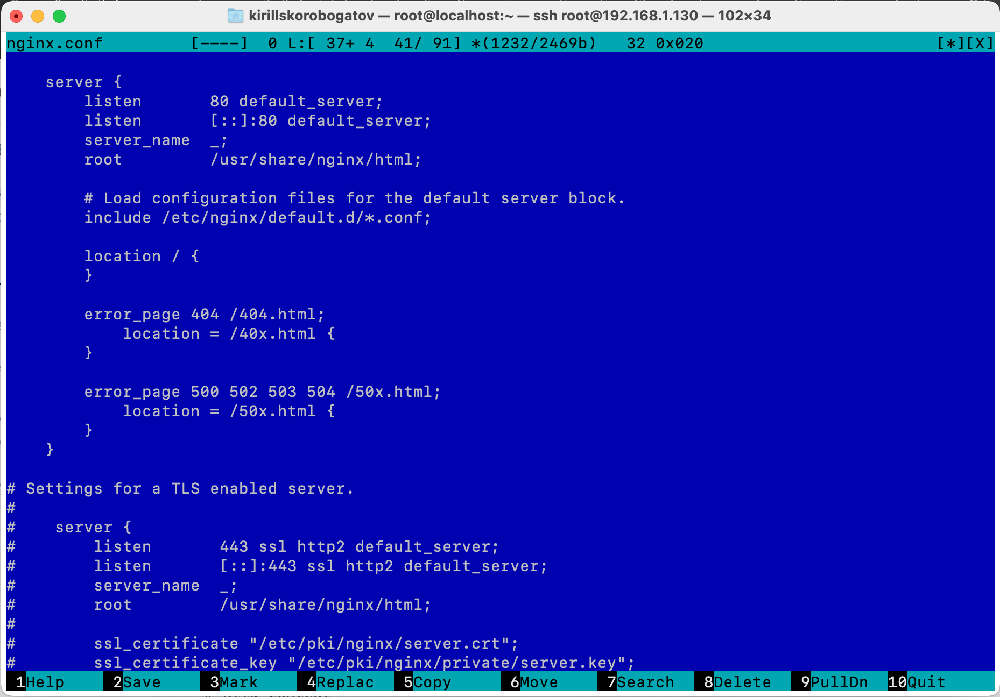 kirillskorobogatov — root@localhost:~ — ssh root@192.168.1.130 — 102×34
nginx.conf [----] 0 L:[ 37+ 4 41/ 91] *(1232/2469b) 32 0x020 [*][X]
server {
listen 80 default_server;
listen [::]:80 default_server;
server_name _;
root /usr/share/nginx/html;
# Load configuration files for the default server block.
include /etc/nginx/default.d/*.conf;
location / {
}
error_page 404 /404.html;
location = /40x.html {
}
error_page 500 502 503 504 /50x.html;
location = /50x.html {
}
}
# Settings for a TLS enabled server.
#
# server {
# listen 443 ssl http2 default_server;
# listen [::]:443 ssl http2 default_server;
# server_name _;
# root /usr/share/nginx/html;
#
# ssl_certificate "/etc/pki/nginx/server.crt";
# ssl_certificate_key "/etc/pki/nginx/private/server.key";
1Help 2Save 3Mark 4Replac 5Copy 6Move 7Search 8Delete 9PullDn 10Quit